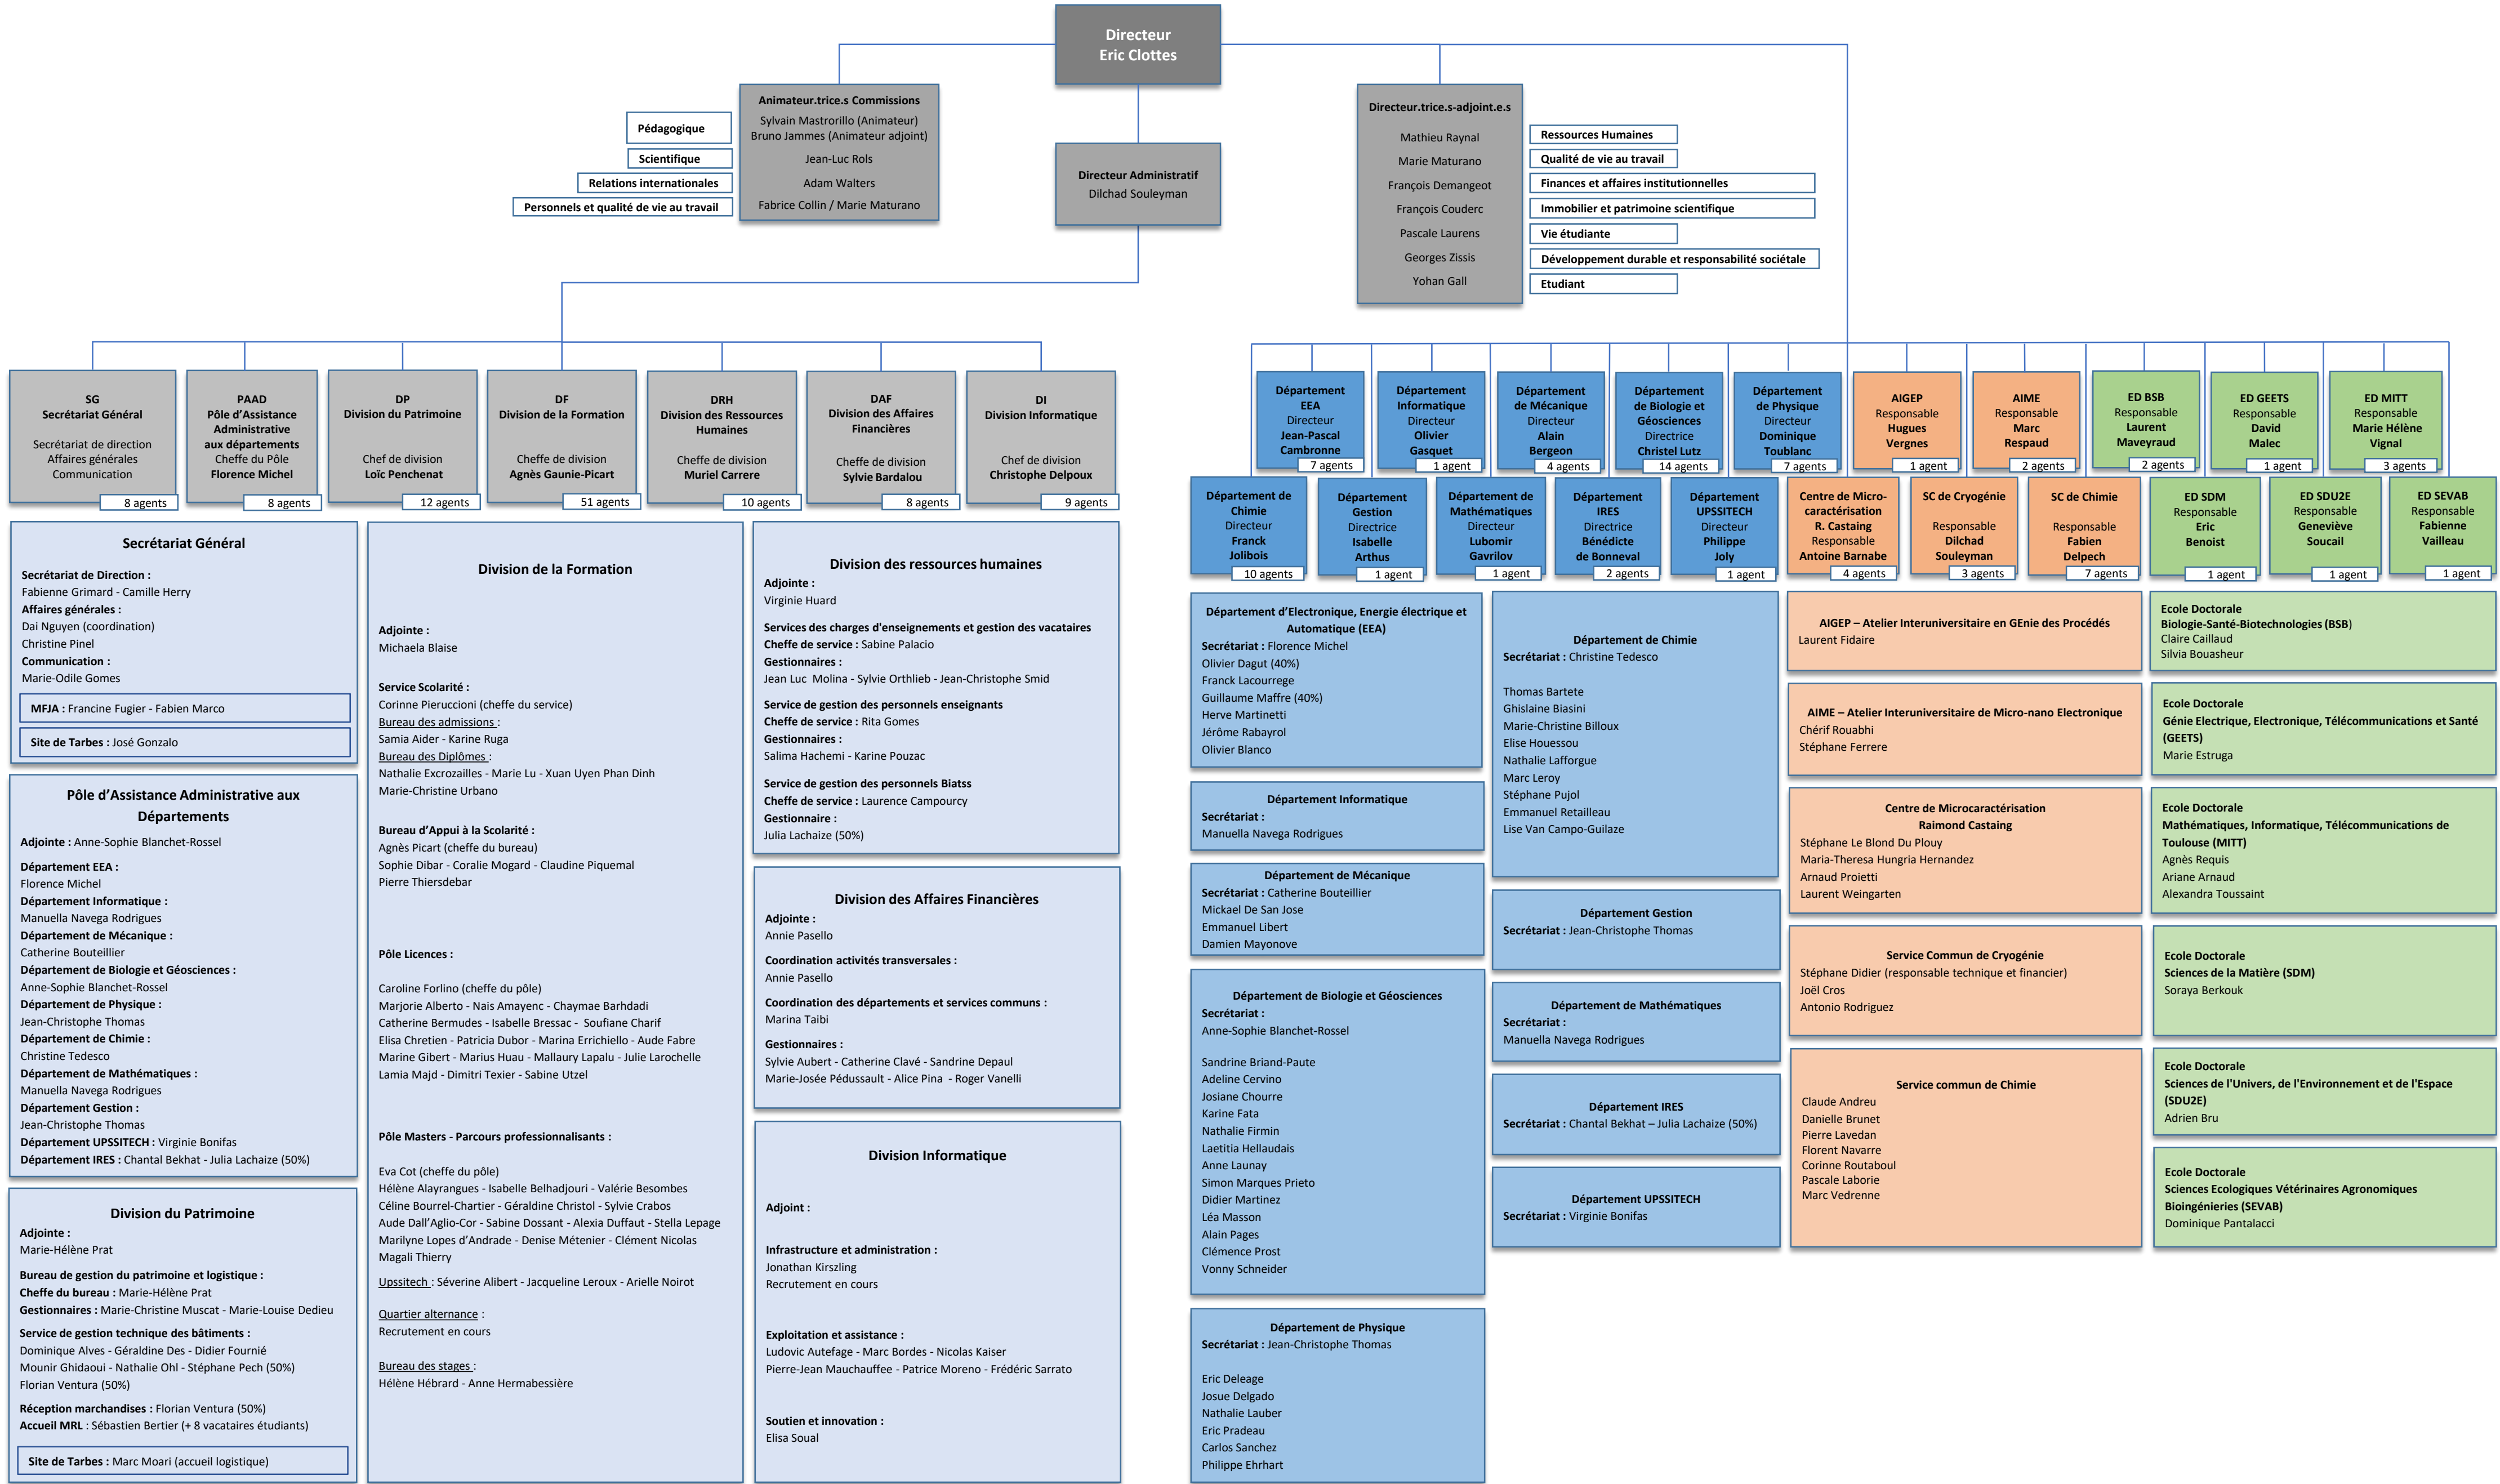 Directeur
Eric Clottes
Animateur.trice.s Commissions
Sylvain Mastrorillo (Animateur)
Bruno Jammes (Animateur adjoint)
Jean-Luc Rols
Adam Walters
Fabrice Collin / Marie Maturano
Pédagogique
Scientifique
Relations internationales
Personnels et qualité de vie au travail
Directeur Administratif
Dilchad Souleyman
Directeur.trice.s-adjoint.e.s
Mathieu Raynal
Marie Maturano
François Demangeot
François Couderc
Pascale Laurens
Georges Zissis
Yohan Gall
Ressources Humaines
Qualité de vie au travail
Finances et affaires institutionnelles
Immobilier et patrimoine scientifique
Vie étudiante
Développement durable et responsabilité sociétale
Etudiant
SG
Secrétariat Général
Secrétariat de direction
Affaires générales
Communication
8 agents
PAAD
Pôle d’Assistance
Administrative
aux départements
Cheffe du Pôle
Florence Michel
8 agents
DP
Division du Patrimoine
Chef de division
Loïc Penchenat
12 agents
DF
Division de la Formation
Cheffe de division
Agnès Gaunie-Picart
51 agents
DRH
Division des Ressources
Humaines
Cheffe de division
Muriel Carrere
10 agents
DAF
Division des Affaires
Financières
Cheffe de division
Sylvie Bardalou
8 agents
DI
Division Informatique
Chef de division
Christophe Delpoux
9 agents
Département
EEA
Directeur
Jean-Pascal
Cambronne
7 agents
Département
Informatique
Directeur
Olivier
Gasquet
1 agent
Département
de Mécanique
Directeur
Alain
Bergeon
4 agents
Département
de Biologie et
Géosciences
Directrice
Christel Lutz
14 agents
Département
de Physique
Directeur
Dominique
Toublanc
7 agents
AIGEP
Responsable
Hugues
Vergnes
1 agent
AIME
Responsable
Marc
Respaud
2 agents
ED BSB
Responsable
Laurent
Maveyraud
2 agents
ED GEETS
Responsable
David
Malec
1 agent
ED MITT
Responsable
Marie Hélène
Vignal
3 agents
Département de
Chimie
Directeur
Franck
Jolibois
10 agents
Département
Gestion
Directrice
Isabelle
Arthus
1 agent
Département de
Mathématiques
Directeur
Lubomir
Gavrilov
1 agent
Département
IRES
Directrice
Bénédicte
de Bonneval
2 agents
Département
UPSSITECH
Directeur
Philippe
Joly
1 agent
Centre de Micro-
caractérisation
R. Castaing
Responsable
Antoine Barnabe
4 agents
SC de Cryogénie
Responsable
Dilchad
Souleyman
3 agents
SC de Chimie
Responsable
Fabien
Delpech
7 agents
ED SDM
Responsable
Eric
Benoist
1 agent
ED SDU2E
Responsable
Geneviève
Soucail
1 agent
ED SEVAB
Responsable
Fabienne
Vailleau
1 agent
Secrétariat Général
Secrétariat de Direction :
Fabienne Grimard - Camille Herry
Affaires générales :
Dai Nguyen (coordination)
Christine Pinel
Communication :
Marie-Odile Gomes
MFJA : Francine Fugier - Fabien Marco
Site de Tarbes : José Gonzalo
Pôle d’Assistance Administrative aux
Départements
Adjointe : Anne-Sophie Blanchet-Rossel
Département EEA :
Florence Michel
Département Informatique :
Manuella Navega Rodrigues
Département de Mécanique :
Catherine Bouteillier
Département de Biologie et Géosciences :
Anne-Sophie Blanchet-Rossel
Département de Physique :
Jean-Christophe Thomas
Département de Chimie :
Christine Tedesco
Département de Mathématiques :
Manuella Navega Rodrigues
Département Gestion :
Jean-Christophe Thomas
Département UPSSITECH : Virginie Bonifas
Département IRES : Chantal Bekhat - Julia Lachaize (50%)
Division du Patrimoine
Adjointe :
Marie-Hélène Prat
Bureau de gestion du patrimoine et logistique :
Cheffe du bureau : Marie-Hélène Prat
Gestionnaires : Marie-Christine Muscat - Marie-Louise Dedieu
Service de gestion technique des bâtiments :
Dominique Alves - Géraldine Des - Didier Fournié
Mounir Ghidaoui - Nathalie Ohl - Stéphane Pech (50%)
Florian Ventura (50%)
Réception marchandises : Florian Ventura (50%)
Accueil MRL : Sébastien Bertier (+ 8 vacataires étudiants)
Site de Tarbes : Marc Moari (accueil logistique)
Division de la Formation
Adjointe :
Michaela Blaise
Service Scolarité :
Corinne Pieruccioni (cheffe du service)
Bureau des admissions :
Samia Aider - Karine Ruga
Bureau des Diplômes :
Nathalie Excrozailles - Marie Lu - Xuan Uyen Phan Dinh
Marie-Christine Urbano
Bureau d’Appui à la Scolarité :
Agnès Picart (cheffe du bureau)
Sophie Dibar - Coralie Mogard - Claudine Piquemal
Pierre Thiersdebar
Pôle Licences :
Caroline Forlino (cheffe du pôle)
Marjorie Alberto - Nais Amayenc - Chaymae Barhdadi
Catherine Bermudes - Isabelle Bressac - Soufiane Charif
Elisa Chretien - Patricia Dubor - Marina Errichiello - Aude Fabre
Marine Gibert - Marius Huau - Mallaury Lapalu - Julie Larochelle
Lamia Majd - Dimitri Texier - Sabine Utzel
Pôle Masters - Parcours professionnalisants :
Eva Cot (cheffe du pôle)
Hélène Alayrangues - Isabelle Belhadjouri - Valérie Besombes
Céline Bourrel-Chartier - Géraldine Christol - Sylvie Crabos
Aude Dall’Aglio-Cor - Sabine Dossant - Alexia Duffaut - Stella Lepage
Marilyne Lopes d’Andrade - Denise Métenier - Clément Nicolas
Magali Thierry
Upssitech : Séverine Alibert - Jacqueline Leroux - Arielle Noirot
Quartier alternance :
Recrutement en cours
Bureau des stages :
Hélène Hébrard - Anne Hermabessière
Division des ressources humaines
Adjointe :
Virginie Huard
Services des charges d'enseignements et gestion des vacataires
Cheffe de service : Sabine Palacio
Gestionnaires :
Jean Luc Molina - Sylvie Orthlieb - Jean-Christophe Smid
Service de gestion des personnels enseignants
Cheffe de service : Rita Gomes
Gestionnaires :
Salima Hachemi - Karine Pouzac
Service de gestion des personnels Biatss
Cheffe de service : Laurence Campourcy
Gestionnaire :
Julia Lachaize (50%)
Division des Affaires Financières
Adjointe :
Annie Pasello
Coordination activités transversales :
Annie Pasello
Coordination des départements et services communs :
Marina Taibi
Gestionnaires :
Sylvie Aubert - Catherine Clavé - Sandrine Depaul
Marie-Josée Pédussault - Alice Pina - Roger Vanelli
Division Informatique
Adjoint :
Infrastructure et administration :
Jonathan Kirszling
Recrutement en cours
Exploitation et assistance :
Ludovic Autefage - Marc Bordes - Nicolas Kaiser
Pierre-Jean Mauchauffee - Patrice Moreno - Frédéric Sarrato
Soutien et innovation :
Elisa Soual
Département d’Electronique, Energie électrique et
Automatique (EEA)
Secrétariat : Florence Michel
Olivier Dagut (40%)
Franck Lacourrege
Guillaume Maffre (40%)
Herve Martinetti
Jérôme Rabayrol
Olivier Blanco
Département Informatique
Secrétariat :
Manuella Navega Rodrigues
Département de Mécanique
Secrétariat : Catherine Bouteillier
Mickael De San Jose
Emmanuel Libert
Damien Mayonove
Département de Biologie et Géosciences
Secrétariat :
Anne-Sophie Blanchet-Rossel
Sandrine Briand-Paute
Adeline Cervino
Josiane Chourre
Karine Fata
Nathalie Firmin
Laetitia Hellaudais
Anne Launay
Simon Marques Prieto
Didier Martinez
Léa Masson
Alain Pages
Clémence Prost
Vonny Schneider
Département de Physique
Secrétariat : Jean-Christophe Thomas
Eric Deleage
Josue Delgado
Nathalie Lauber
Eric Pradeau
Carlos Sanchez
Philippe Ehrhart
Département de Chimie
Secrétariat : Christine Tedesco
Thomas Bartete
Ghislaine Biasini
Marie-Christine Billoux
Elise Houessou
Nathalie Lafforgue
Marc Leroy
Stéphane Pujol
Emmanuel Retailleau
Lise Van Campo-Guilaze
Département Gestion
Secrétariat : Jean-Christophe Thomas
Département de Mathématiques
Secrétariat :
Manuella Navega Rodrigues
Département IRES
Secrétariat : Chantal Bekhat – Julia Lachaize (50%)
Département UPSSITECH
Secrétariat : Virginie Bonifas
AIGEP – Atelier Interuniversitaire en GEnie des Procédés
Laurent Fidaire
AIME – Atelier Interuniversitaire de Micro-nano Electronique
Chérif Rouabhi
Stéphane Ferrere
Centre de Microcaractérisation
Raimond Castaing
Stéphane Le Blond Du Plouy
Maria-Theresa Hungria Hernandez
Arnaud Proietti
Laurent Weingarten
Service Commun de Cryogénie
Stéphane Didier (responsable technique et financier)
Joël Cros
Antonio Rodriguez
Service commun de Chimie
Claude Andreu
Danielle Brunet
Pierre Lavedan
Florent Navarre
Corinne Routaboul
Pascale Laborie
Marc Vedrenne
Ecole Doctorale
Biologie-Santé-Biotechnologies (BSB)
Claire Caillaud
Silvia Bouasheur
Ecole Doctorale
Génie Electrique, Electronique, Télécommunications et Santé
(GEETS)
Marie Estruga
Ecole Doctorale
Mathématiques, Informatique, Télécommunications de
Toulouse (MITT)
Agnès Requis
Ariane Arnaud
Alexandra Toussaint
Ecole Doctorale
Sciences de la Matière (SDM)
Soraya Berkouk
Ecole Doctorale
Sciences de l'Univers, de l'Environnement et de l'Espace
(SDU2E)
Adrien Bru
Ecole Doctorale
Sciences Ecologiques Vétérinaires Agronomiques
Bioingénieries (SEVAB)
Dominique Pantalacci